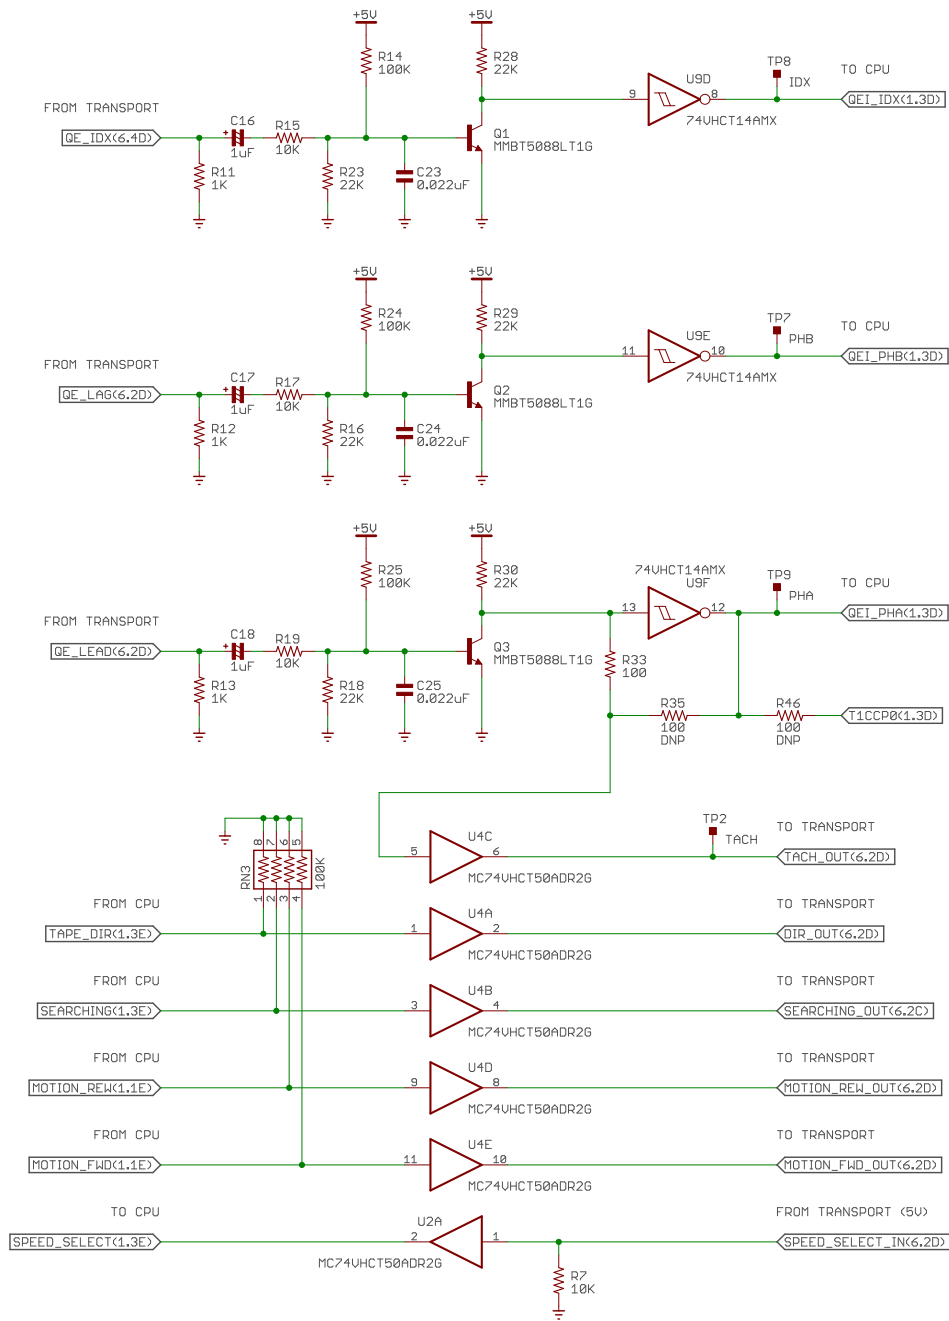 +5V
+5V
R14
100K
R28
22K
U9D
TP8
IDX
TO CPU
9
8
QEI_IDX(1.3D)
74VHCT14AMX
FROM TRANSPORT
QE_IDX(6.4D)
C16
+
1uF
R15
10K
Q1
MMBT5088LT1G
R11
1K
R23
22K
C23
0.022uF
+5V
+5V
R24
100K
R29
22K
U9E
TP7
PHB
TO CPU
11
10
QEI_PHB(1.3D)
74VHCT14AMX
FROM TRANSPORT
QE_LAG(6.2D)
C17
+
1uF
R17
10K
Q2
MMBT5088LT1G
R12
1K
R16
22K
C24
0.022uF
+5V
+5V
R25
100K
R30
22K
74VHCT14AMX
U9F
TP9
PHA
TO CPU
13
12
QEI_PHA(1.3D)
FROM TRANSPORT
QE_LEAD(6.2D)
C18
+
1uF
R19
10K
Q3
MMBT5088LT1G
R13
1K
R18
22K
C25
0.022uF
R33
100
R35
100
DNP
R46
100
DNP
T1CCP0(1.3D)
8
7
6
5
RN3
100K
1
2
3
4
U4C
5
6
MC74VHCT50ADR2G
TP2
TACH
TO TRANSPORT
TACH_OUT(6.2D)
FROM CPU
TAPE_DIR(1.3E)
U4A
1
2
MC74VHCT50ADR2G
TO TRANSPORT
DIR_OUT(6.2D)
FROM CPU
SEARCHING(1.3E)
U4B
3
4
MC74VHCT50ADR2G
TO TRANSPORT
SEARCHING_OUT(6.2C)
FROM CPU
MOTION_REW(1.1E)
U4D
9
8
MC74VHCT50ADR2G
TO TRANSPORT
MOTION_REW_OUT(6.2D)
FROM CPU
MOTION_FWD(1.1E)
U4E
11
10
MC74VHCT50ADR2G
TO TRANSPORT
MOTION_FWD_OUT(6.2D)
TO CPU
SPEED_SELECT(1.3E)
U2A
2
1
MC74VHCT50ADR2G
FROM TRANSPORT (5V)
SPEED_SELECT_IN(6.2D)
R7
10K